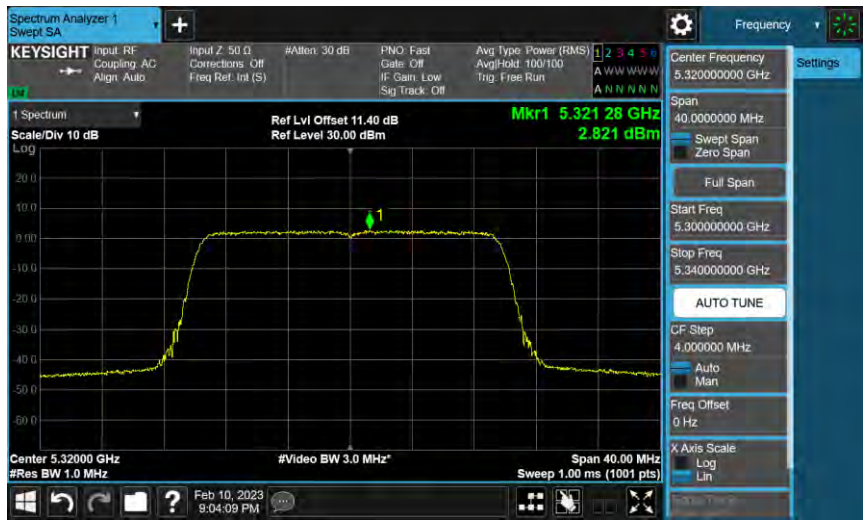 Spectrum Analyzer 1
Swept SA
+
Frequency
KEYSIGHT
Input: RF
Coupling: AC
Align: Auto
Input Z: 50 Ω
Corrections: Off
Freq Ref: Int (S)
#Atten: 30 dB
PNO: Fast
Gate: Off
IF Gain: Low
Sig Track: Off
Avg Type: Power (RMS)
Avg|Hold: 100/100
Trig: Free Run
1 2 3 4 5 6
A W W W W W
A N N N N N
1 Spectrum
Scale/Div 10 dB
Log
Ref Lvl Offset 11.40 dB
Ref Level 30.00 dBm
Mkr1 5.321 28 GHz
2.821 dBm
20.0
10.0
0.00
-10.0
-20.0
-30.0
-40.0
-50.0
-60.0
1
Center 5.32000 GHz
#Res BW 1.0 MHz
#Video BW 3.0 MHz*
Span 40.00 MHz
Sweep 1.00 ms (1001 pts)
Center Frequency
5.320000000 GHz
Settings
Span
40.0000000 MHz
Swept Span
Zero Span
Full Span
Start Freq
5.300000000 GHz
Stop Freq
5.340000000 GHz
AUTO TUNE
CF Step
4.000000 MHz
Auto
Man
Freq Offset
0 Hz
X Axis Scale
Log
Lin
?
Feb 10, 2023
9:04:09 PM